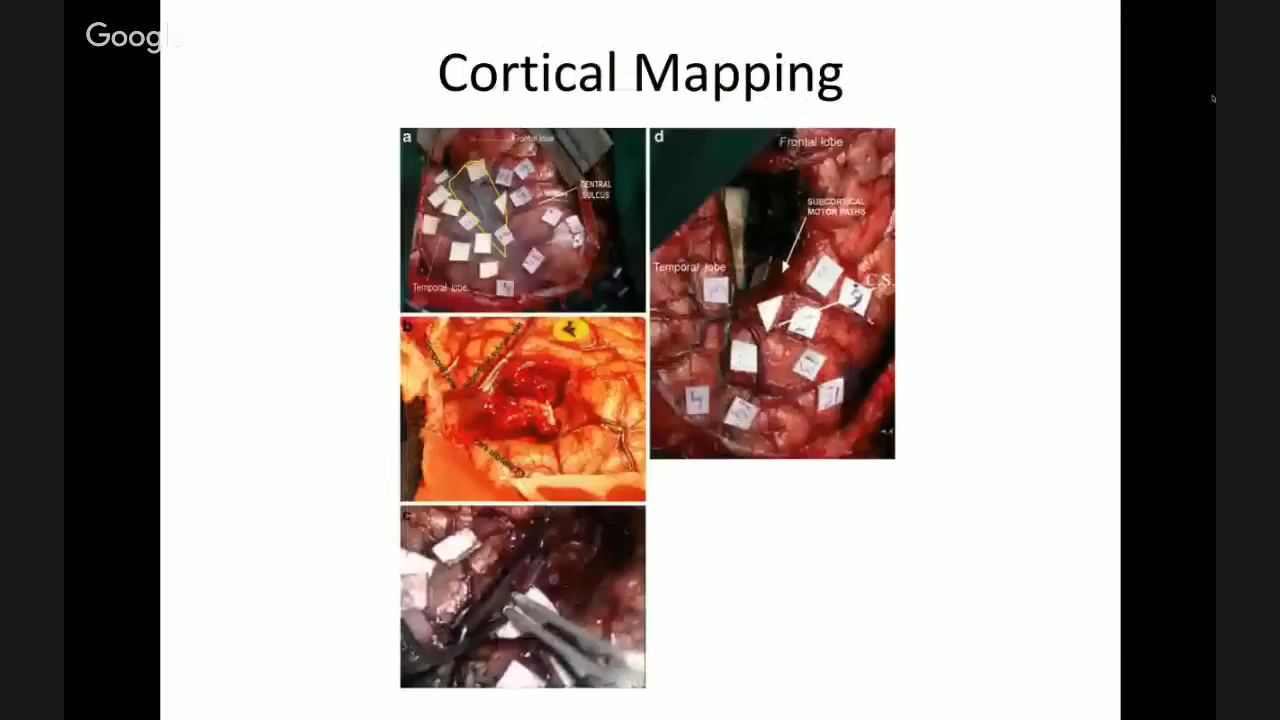 Google
Cortical Mapping
a
Frontal lobe
CENTRAL
SULCUS
Temporal lobe
b
c
d
Frontal lobe
SUBCORTICAL
MOTOR PATHS
Temporal lobe
C.S.